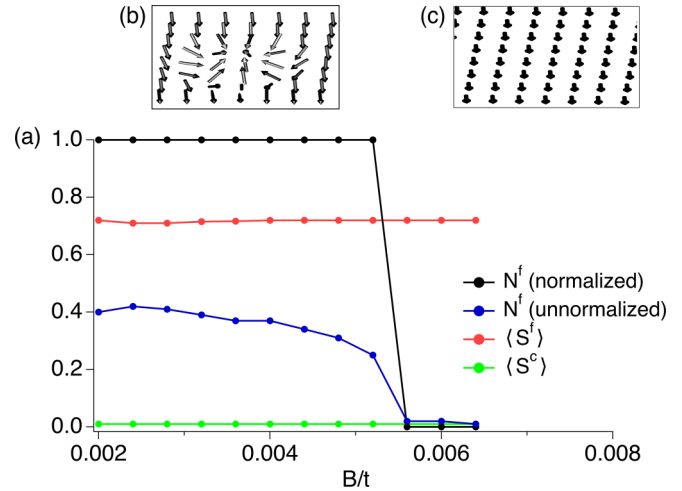 (b)
(c)
(a)
1.0
0.8
0.6
0.4
0.2
0.0
N^f (normalized)
N^f (unnormalized)
⟨S^f⟩
⟨S^c⟩
0.002
0.004
0.006
0.008
B/t